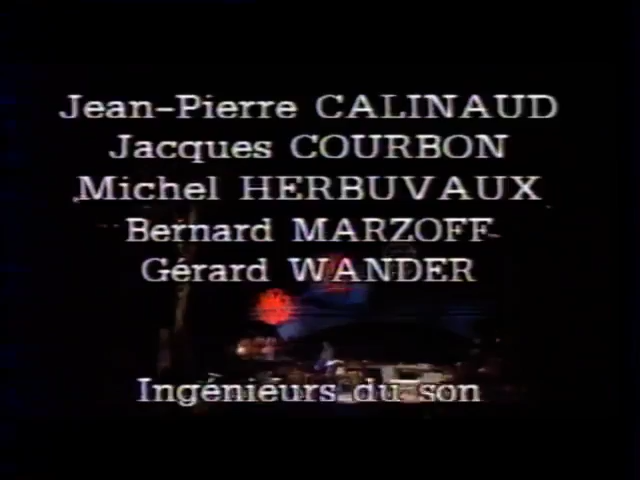 Jean-Pierre CALINAUD
Jacques COURBON
Michel HERBUVAUX
Bernard MARZOFF
Gérard WANDER
Ingénieurs du son